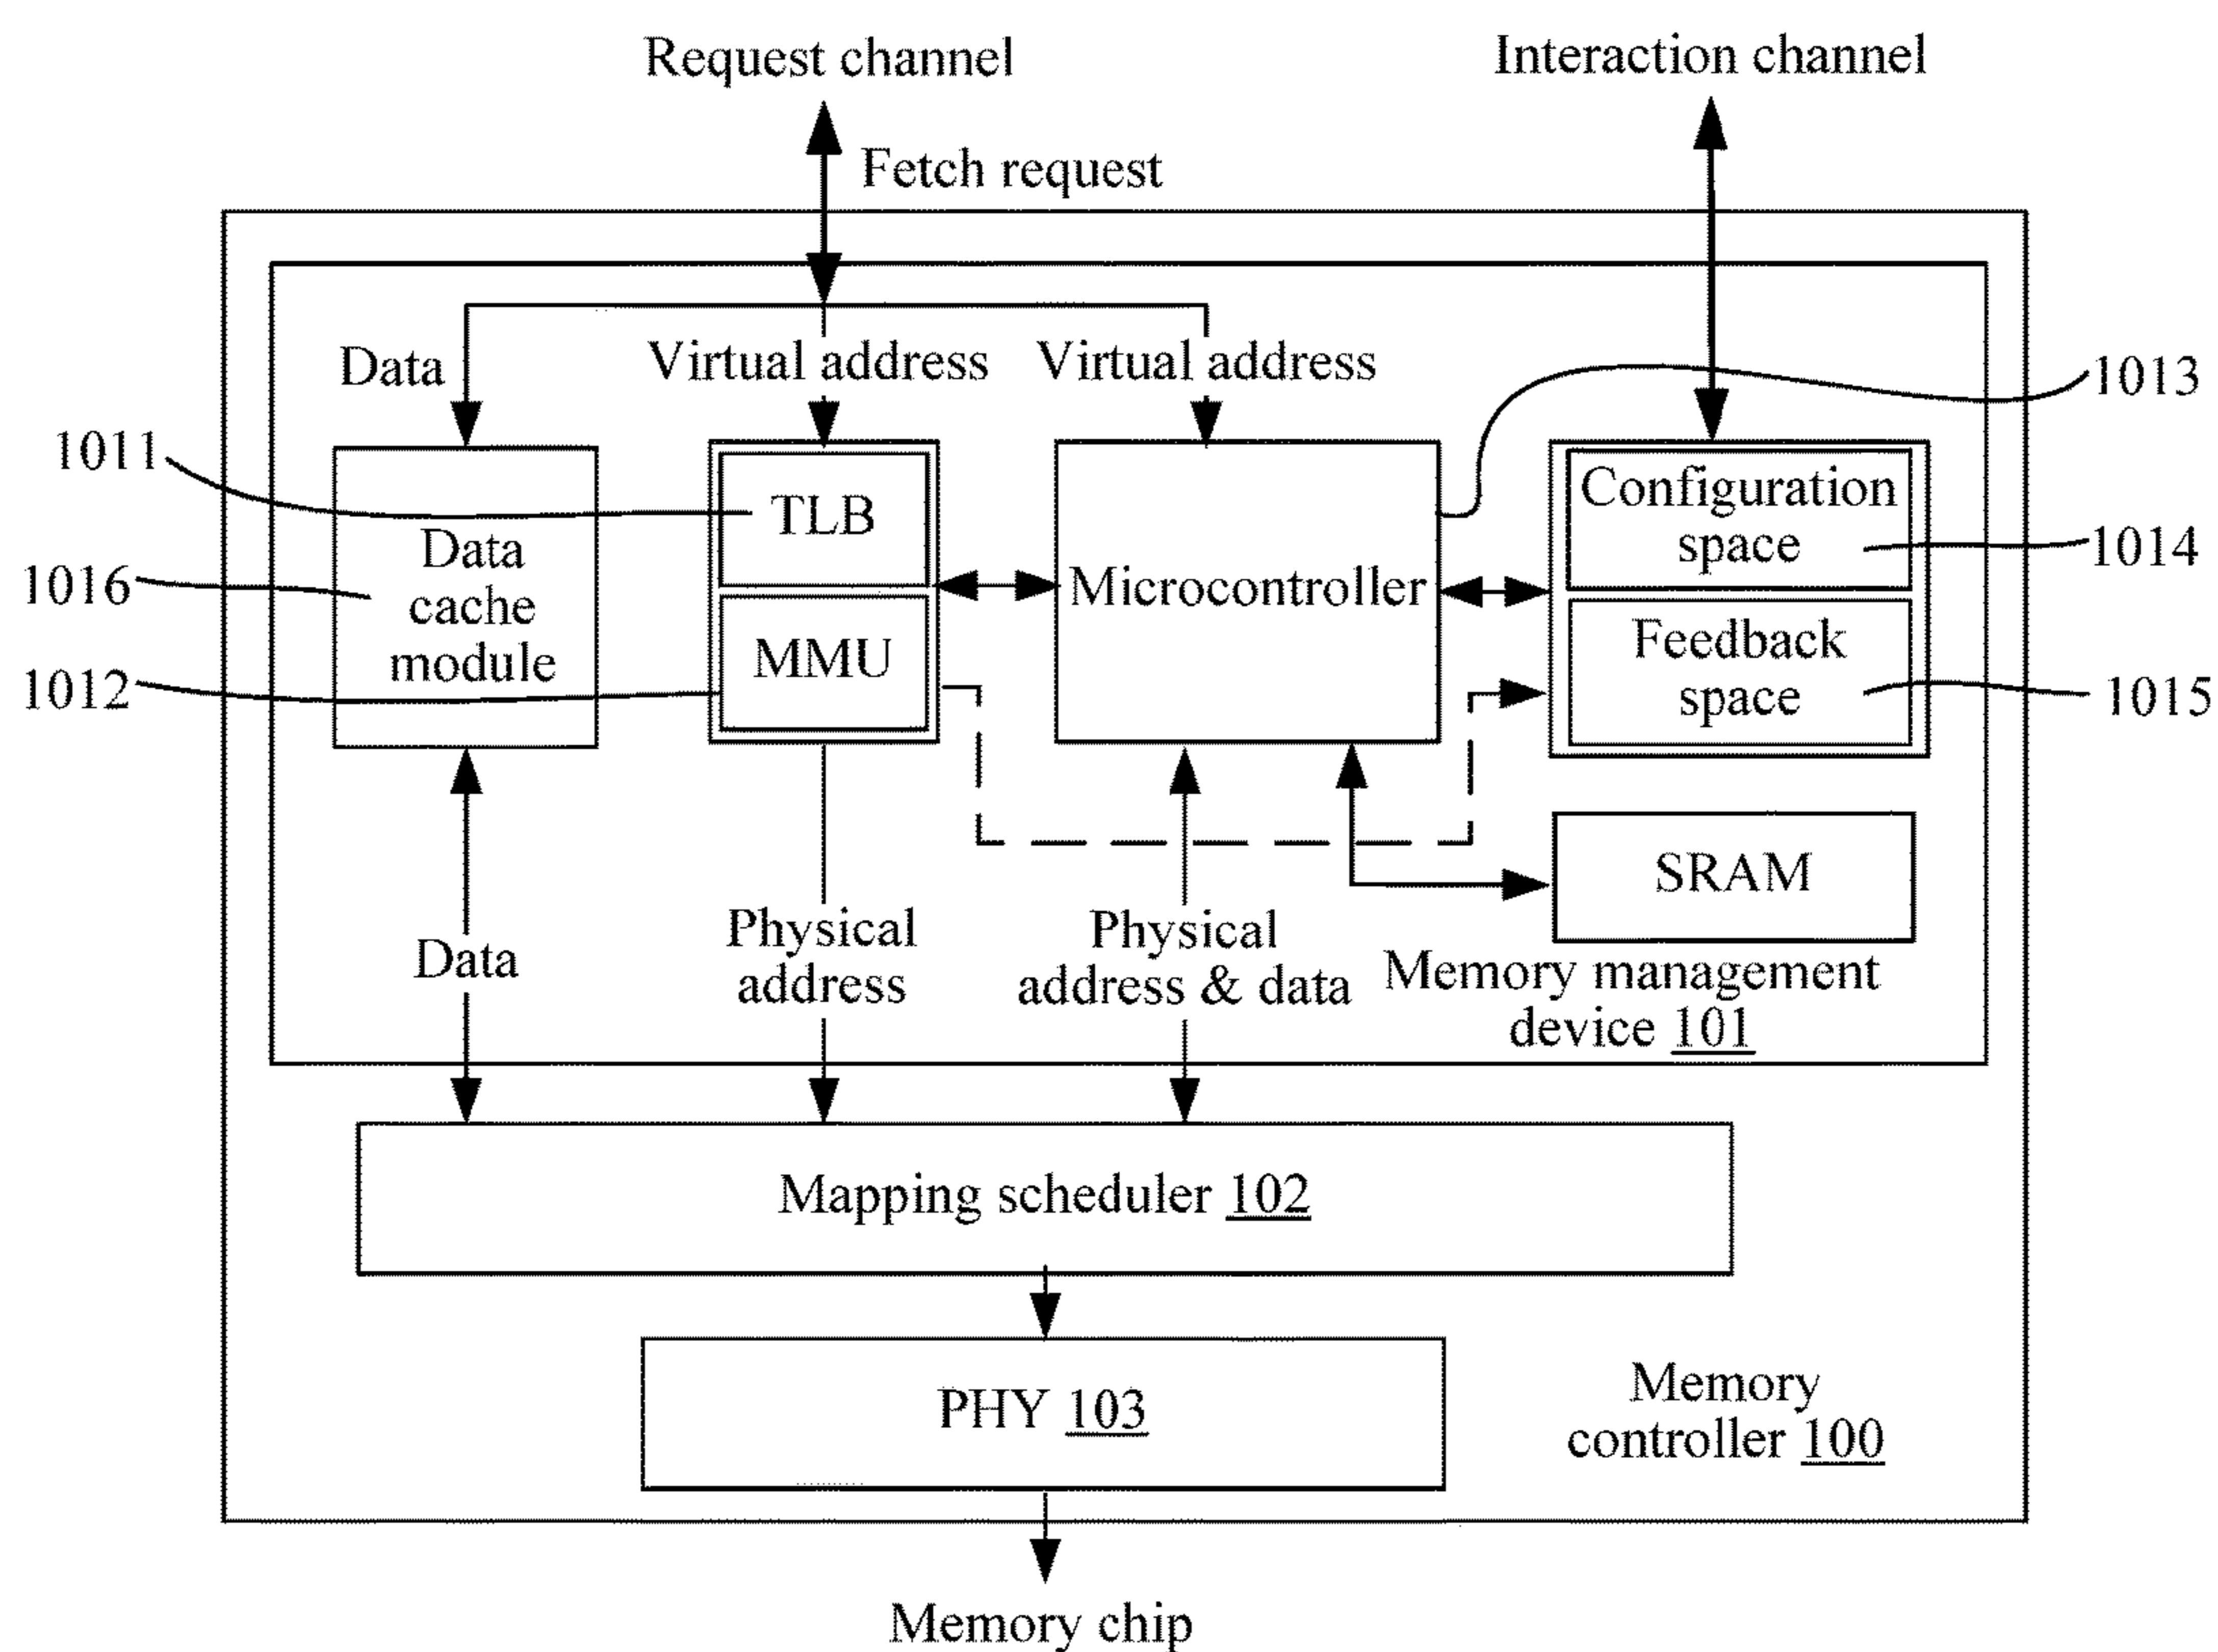 Request channel
Interaction channel
Fetch request
Data
Virtual address
Virtual address
1013
1011
TLB
Configuration
space
1014
1016
Data
cache
module
Microcontroller
1012
MMU
Feedback
space
1015
SRAM
Data
Physical
address
Physical
address & data
Memory management
device 101
Mapping scheduler 102
PHY 103
Memory
controller 100
Memory chip